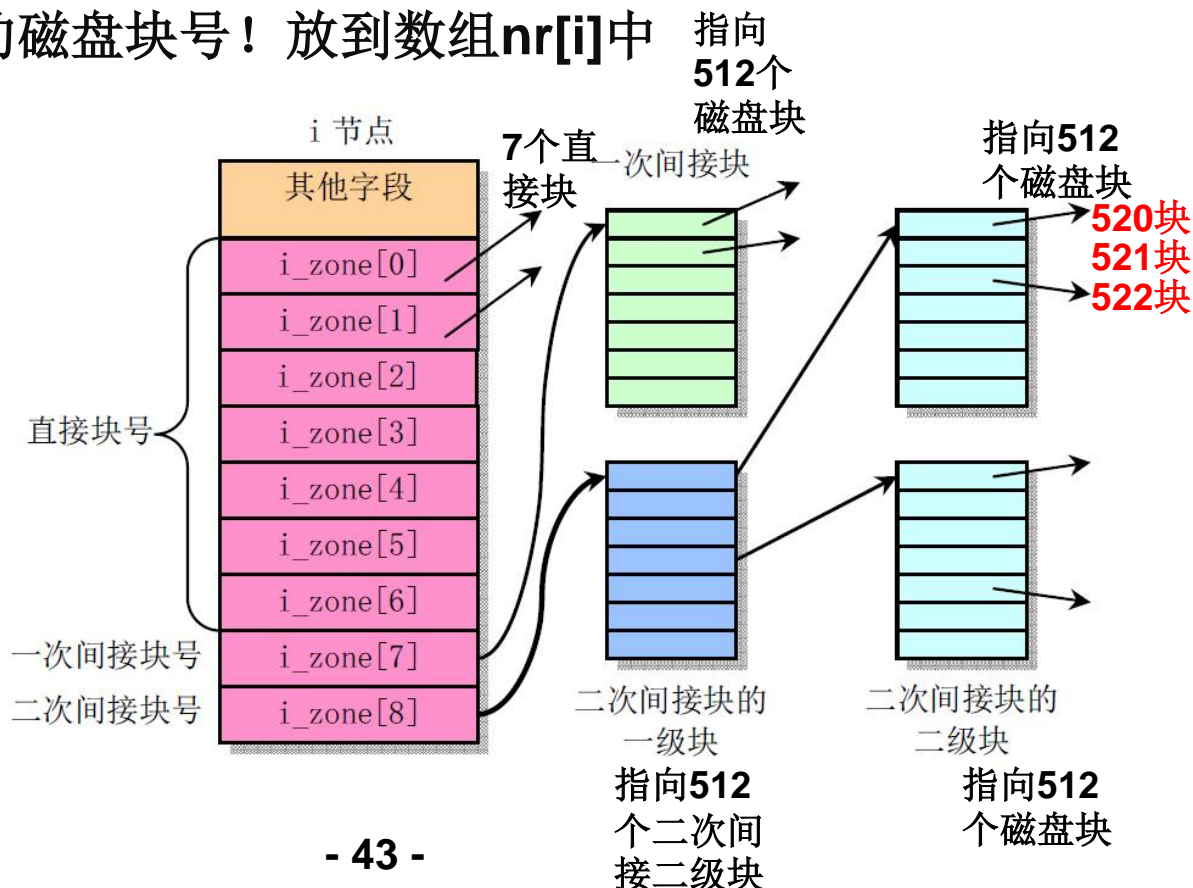 的磁盘块号！放到数组nr[i]中
指向
512个
磁盘块
i 节点
其他字段
i_zone[0]
i_zone[1]
i_zone[2]
i_zone[3]
i_zone[4]
i_zone[5]
i_zone[6]
i_zone[7]
i_zone[8]
直接块号
一次间接块号
二次间接块号
7个直
接块
一次间接块
指向512
个磁盘块
520块
521块
522块
二次间接块的
一级块
指向512
个二次间
接二级块
二次间接块的
二级块
指向512
个磁盘块
- 43 -